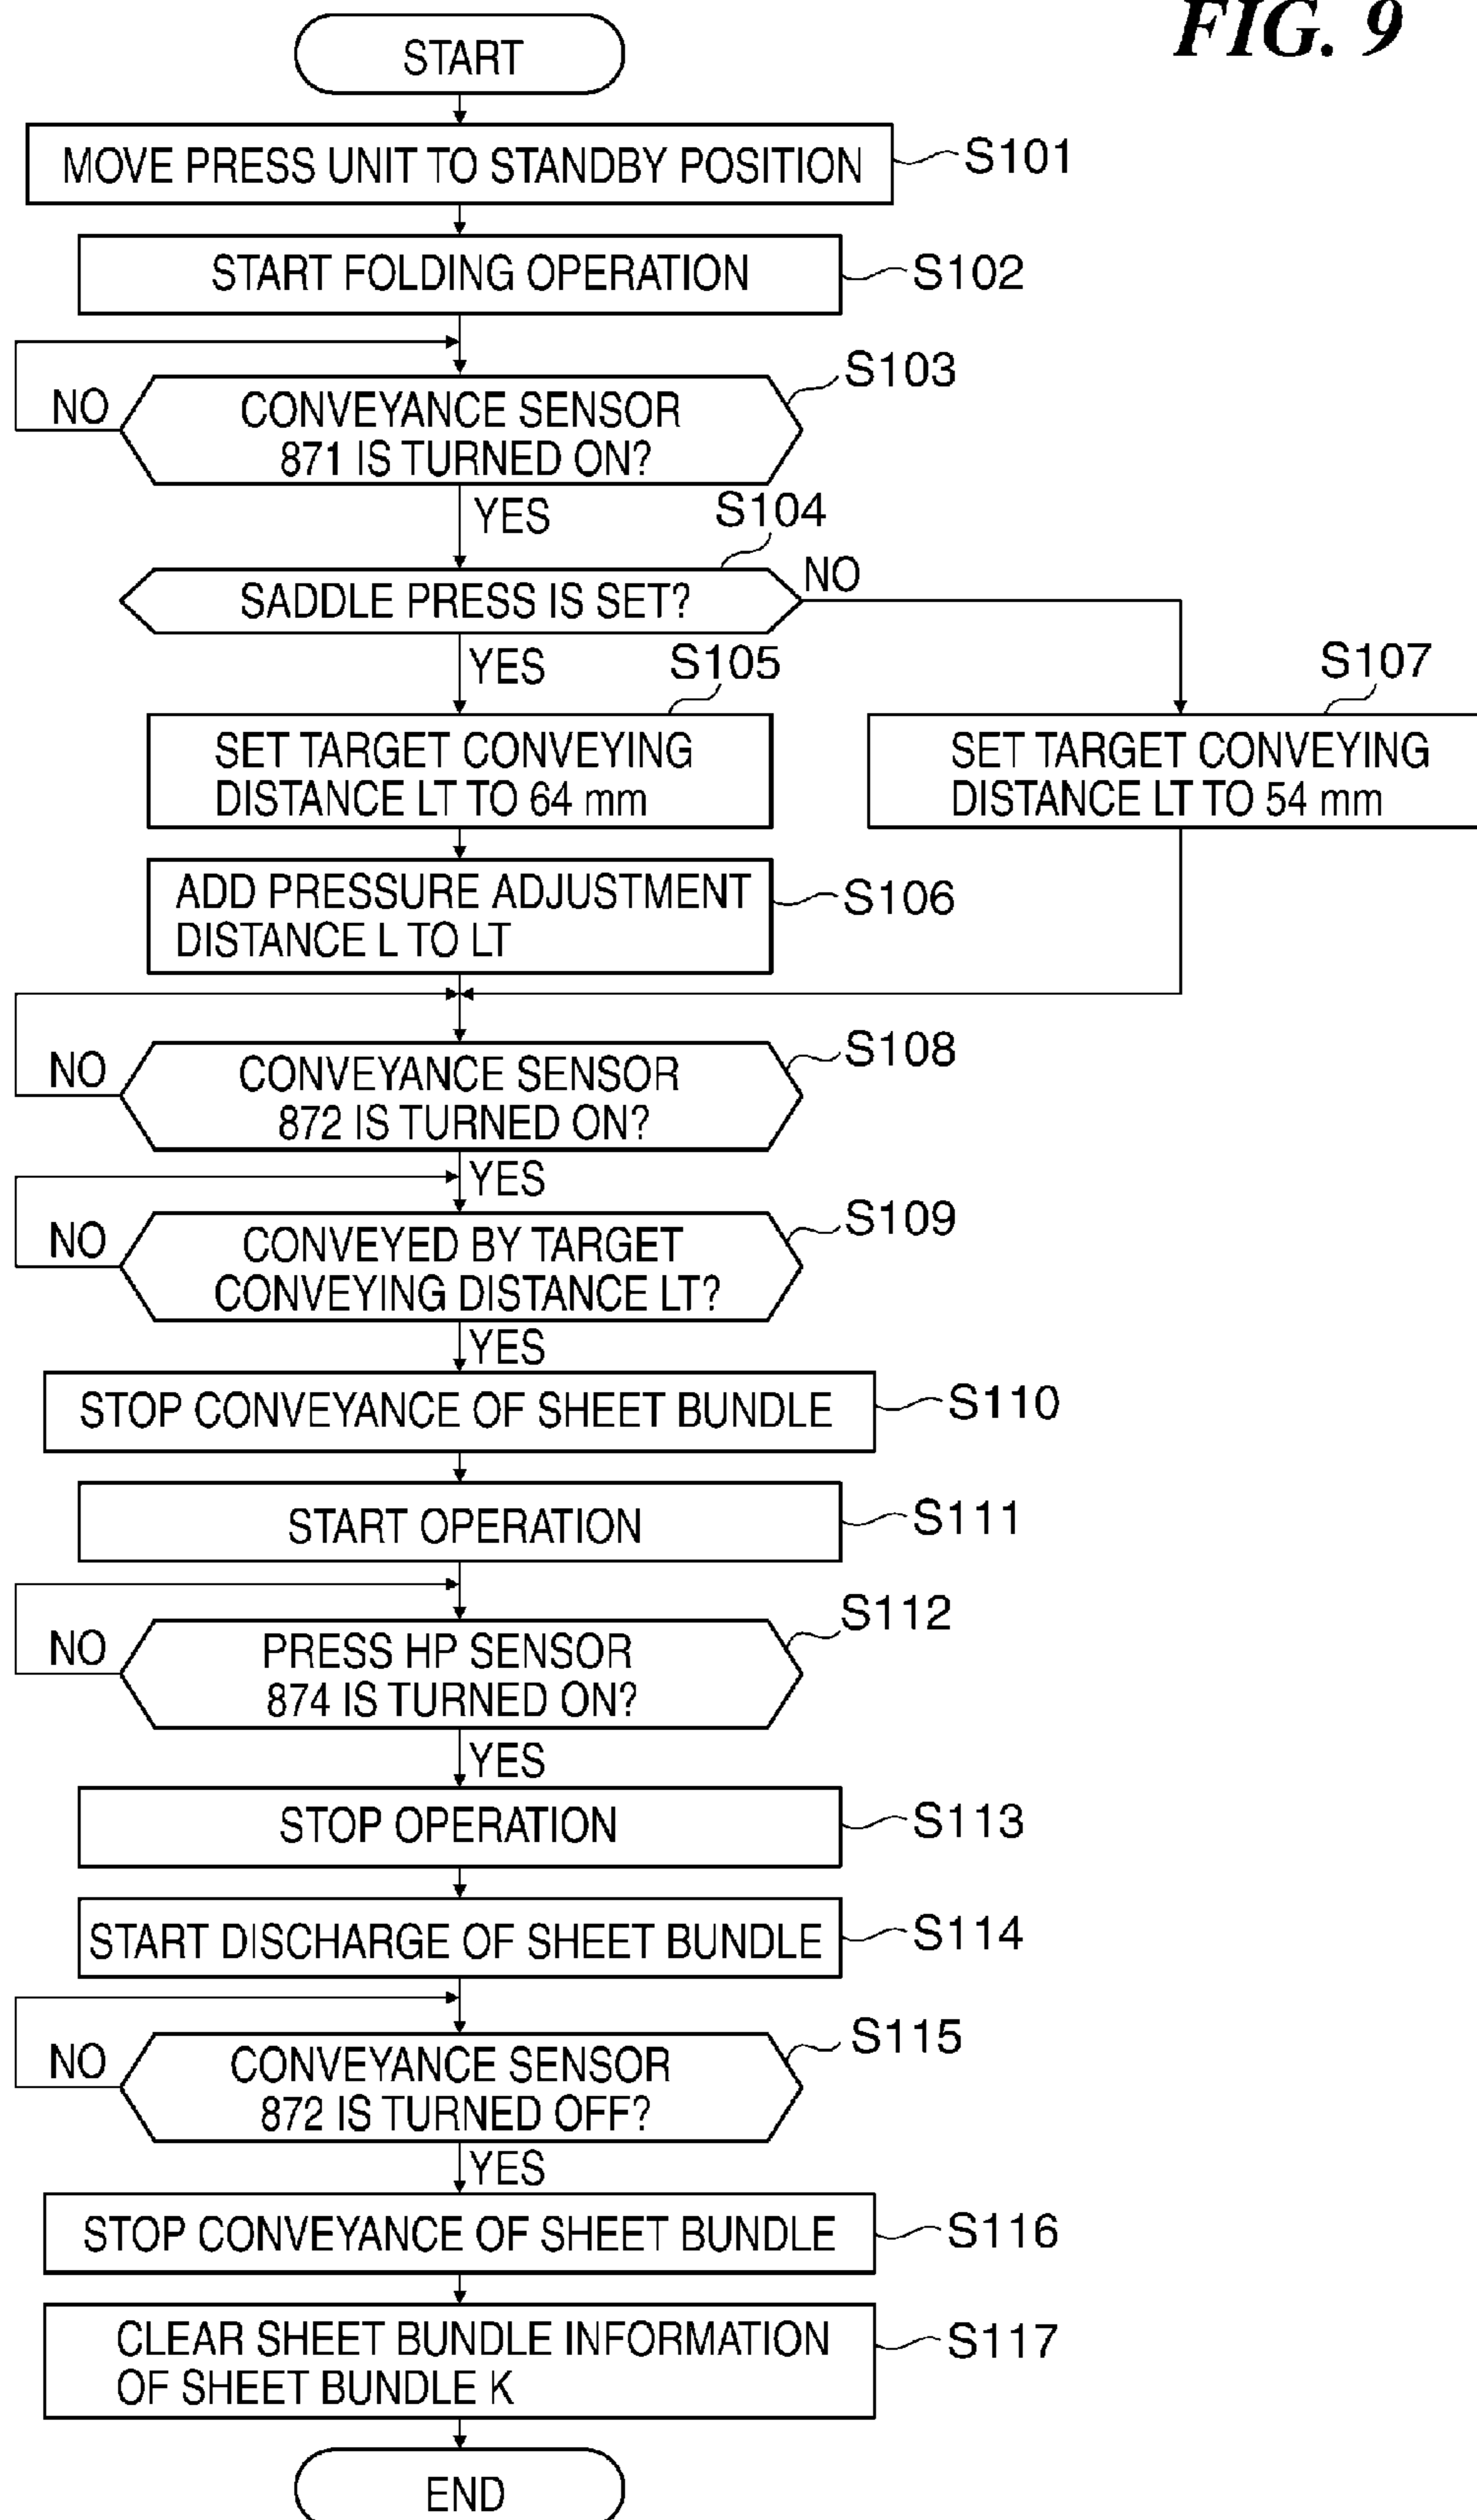 FIG. 9
START
MOVE PRESS UNIT TO STANDBY POSITION
S101
START FOLDING OPERATION
S102
S103
NO
CONVEYANCE SENSOR
871 IS TURNED ON?
YES
S104
SADDLE PRESS IS SET?
NO
YES
S105
S107
SET TARGET CONVEYING
DISTANCE LT TO 64 mm
SET TARGET CONVEYING
DISTANCE LT TO 54 mm
ADD PRESSURE ADJUSTMENT
DISTANCE L TO LT
S106
S108
NO
CONVEYANCE SENSOR
872 IS TURNED ON?
YES
S109
NO
CONVEYED BY TARGET
CONVEYING DISTANCE LT?
YES
STOP CONVEYANCE OF SHEET BUNDLE
S110
START OPERATION
S111
S112
NO
PRESS HP SENSOR
874 IS TURNED ON?
YES
STOP OPERATION
S113
START DISCHARGE OF SHEET BUNDLE
S114
S115
NO
CONVEYANCE SENSOR
872 IS TURNED OFF?
YES
STOP CONVEYANCE OF SHEET BUNDLE
S116
CLEAR SHEET BUNDLE INFORMATION
OF SHEET BUNDLE K
S117
END